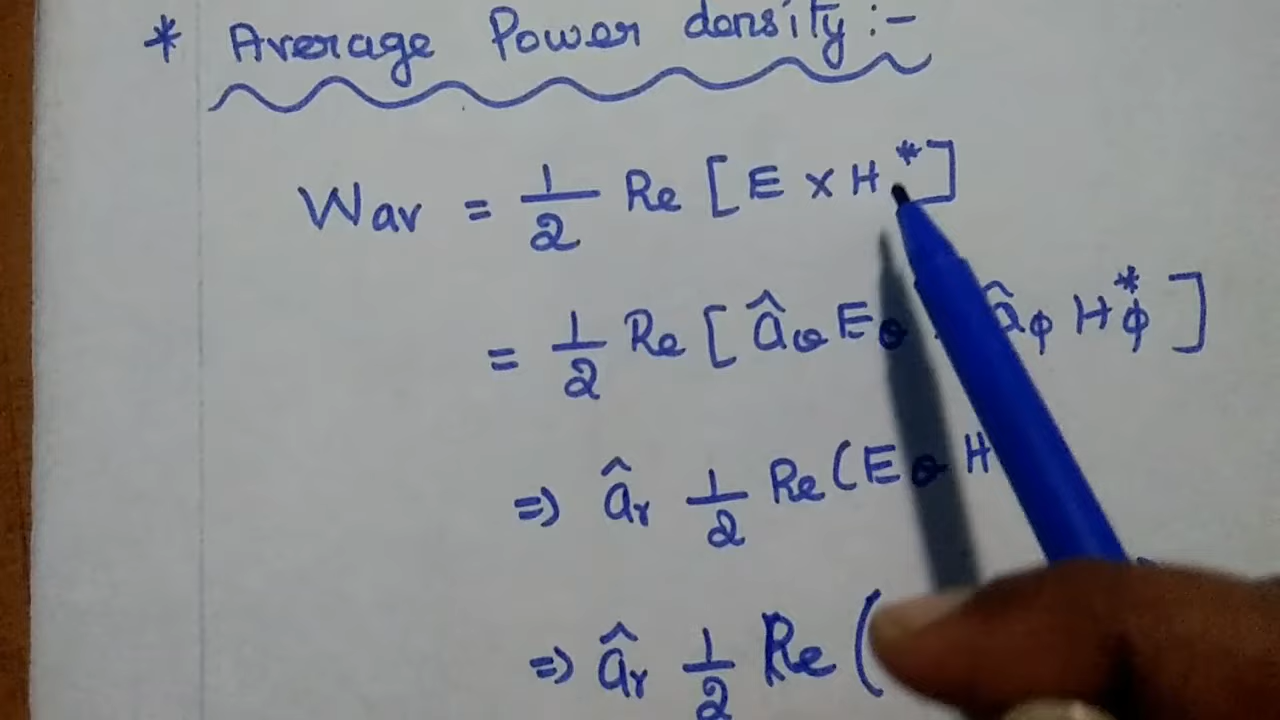 * Average Power density :-
Wav = 1/2 Re [ E × H* ]
= 1/2 Re [ âθ Eθ âφ Hφ* ]
=) âr 1/2 Re ( Eθ H
=) âr 1/2 Re (